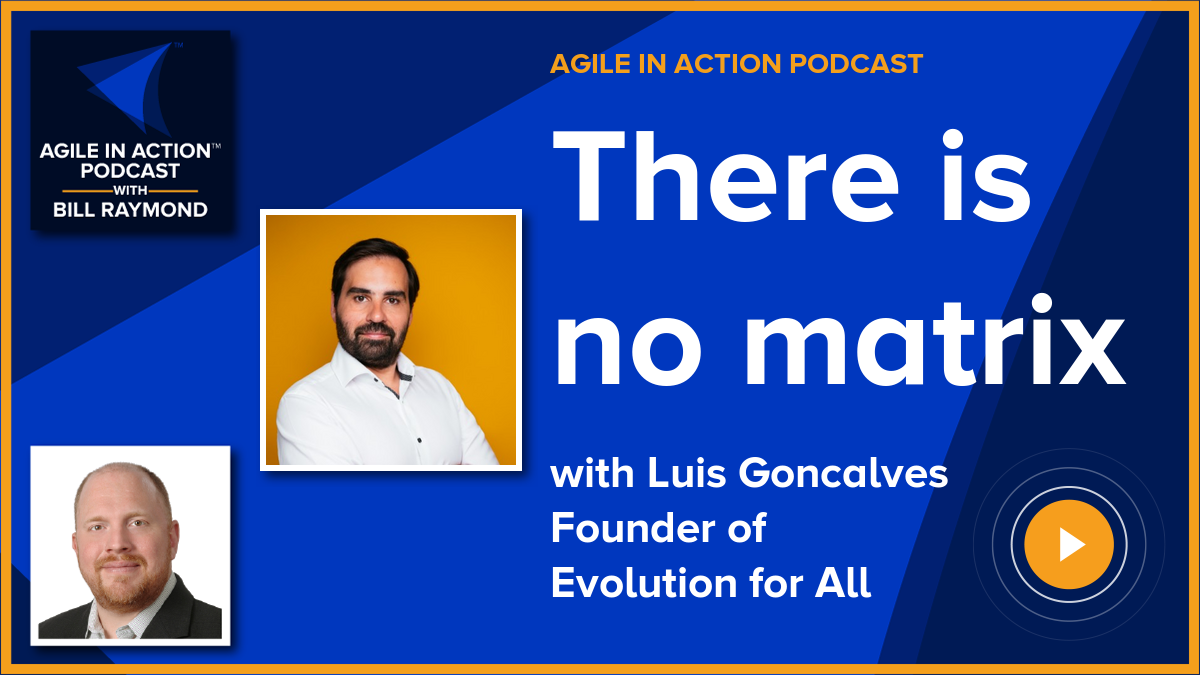 AGILE IN ACTION™
PODCAST
WITH
BILL RAYMOND
AGILE IN ACTION PODCAST
There is
no matrix
with Luis Goncalves
Founder of
Evolution for All